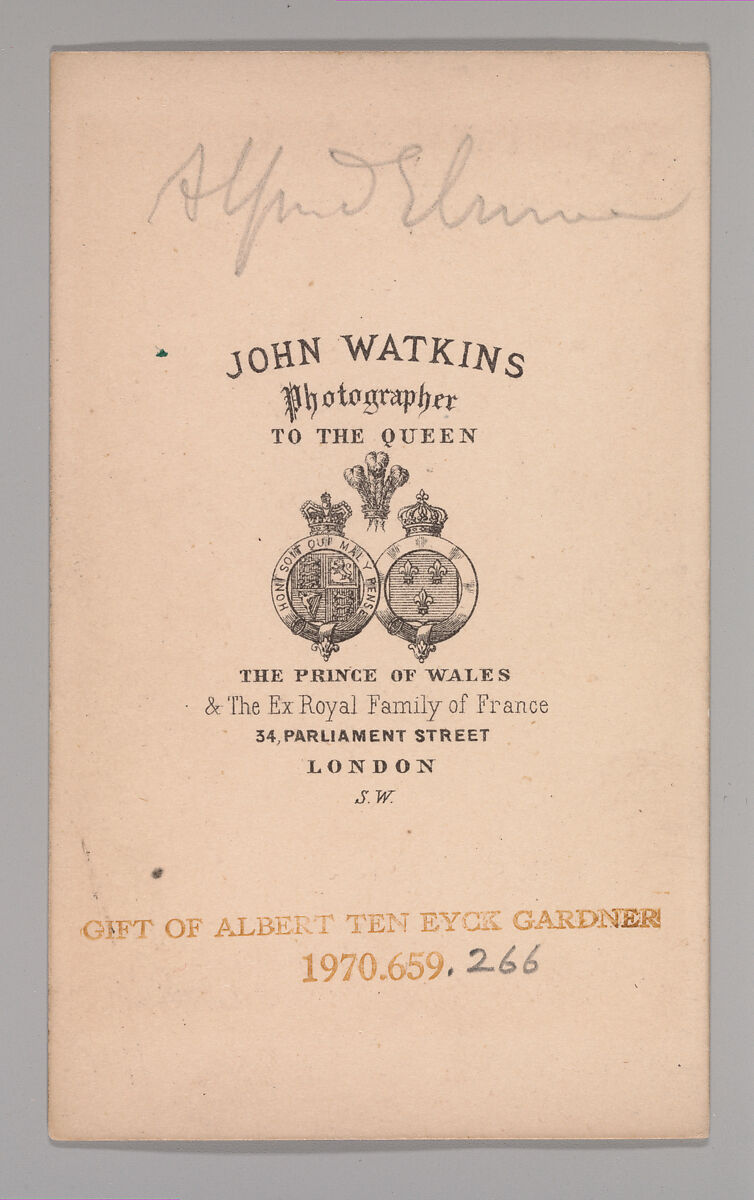 Alfred Elmore
JOHN WATKINS
Photographer
TO THE QUEEN
HONI SOIT QUI MAL Y PENSE
THE PRINCE OF WALES
& The Ex Royal Family of France
34, PARLIAMENT STREET
LONDON
S.W.
GIFT OF ALBERT TEN EYCK GARDNER
1970.659.266